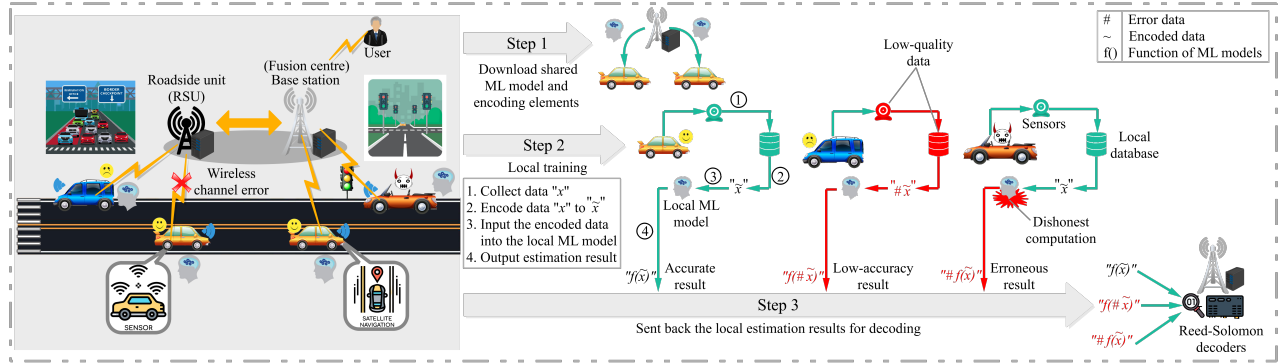 User
(Fusion centre)
Base station
Roadside unit
(RSU)
Wireless
channel error
SENSOR
SATELLITE
NAVIGATION
Step 1
Download shared
ML model and
encoding elements
Step 2
Local training
1. Collect data "x"
2. Encode data "x" to "x̃"
3. Input the encoded data
into the local ML model
4. Output estimation result
1
2
3
4
"x̃"
Local ML
model
"f(x̃)"
Accurate
result
Low-quality
data
"# x̃"
"f(# x̃)"
Low-accuracy
result
Sensors
Local
database
"x̃"
Dishonest
computation
"# f(x̃)"
Erroneous
result
# Error data
~ Encoded data
f() Function of ML models
Step 3
Sent back the local estimation results for decoding
"f(x̃)"
"f(# x̃)"
"# f(x̃)"
01
Reed-Solomon
decoders